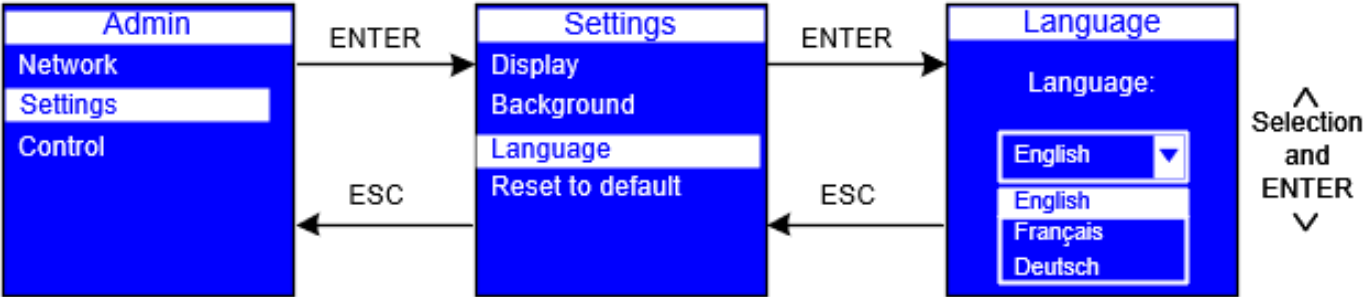 Admin
Network
Settings
Control
ENTER
ESC
Settings
Display
Background
Language
Reset to default
ENTER
ESC
Language
Language:
English
English
Français
Deutsch
Selection
and
ENTER